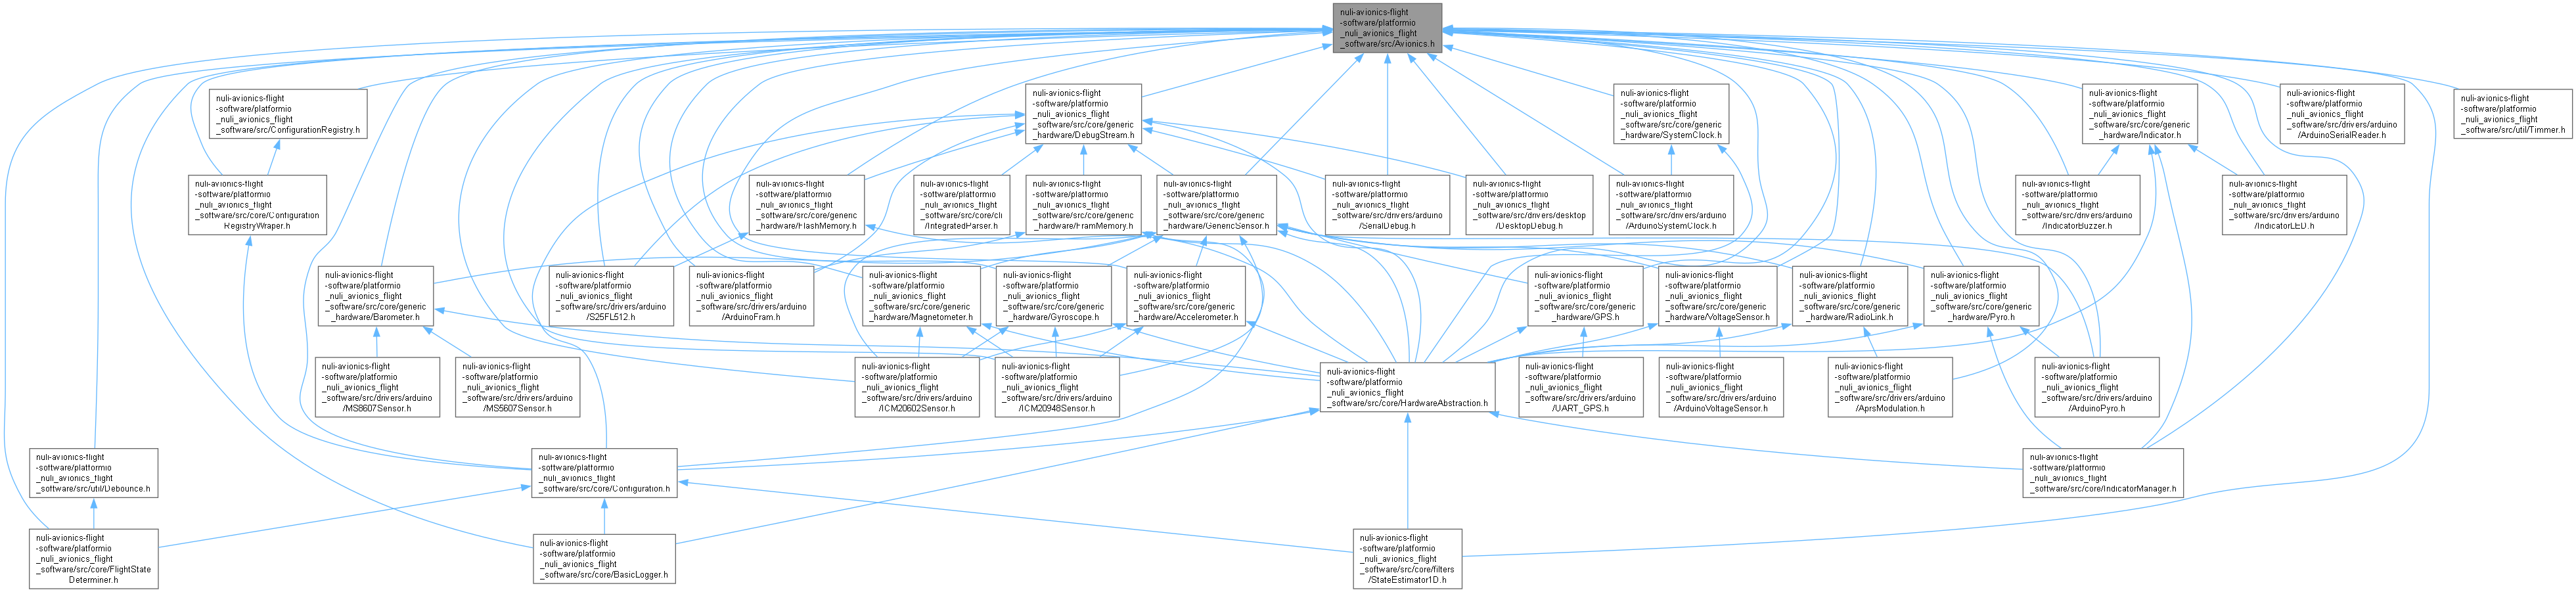 nuli-avionics-flight
-software/platformio
_nuli_avionics_flight
_software/src/Avionics.h
nuli-avionics-flight
-software/platformio
_nuli_avionics_flight
_software/src/ConfigurationRegistry.h
nuli-avionics-flight
-software/platformio
_nuli_avionics_flight
_software/src/core/generic
_hardware/DebugStream.h
nuli-avionics-flight
-software/platformio
_nuli_avionics_flight
_software/src/core/generic
_hardware/SystemClock.h
nuli-avionics-flight
-software/platformio
_nuli_avionics_flight
_software/src/core/generic
_hardware/Indicator.h
nuli-avionics-flight
-software/platformio
_nuli_avionics_flight
_software/src/drivers/arduino
/ArduinoSerialReader.h
nuli-avionics-flight
-software/platformio
_nuli_avionics_flight
_software/src/util/Timmer.h
nuli-avionics-flight
-software/platformio
_nuli_avionics_flight
_software/src/core/Configuration
RegistryWraper.h
nuli-avionics-flight
-software/platformio
_nuli_avionics_flight
_software/src/core/generic
_hardware/FlashMemory.h
nuli-avionics-flight
-software/platformio
_nuli_avionics_flight
_software/src/core/cli
/IntegratedParser.h
nuli-avionics-flight
-software/platformio
_nuli_avionics_flight
_software/src/core/generic
_hardware/FramMemory.h
nuli-avionics-flight
-software/platformio
_nuli_avionics_flight
_software/src/core/generic
_hardware/GenericSensor.h
nuli-avionics-flight
-software/platformio
_nuli_avionics_flight
_software/src/drivers/arduino
/SerialDebug.h
nuli-avionics-flight
-software/platformio
_nuli_avionics_flight
_software/src/drivers/desktop
/DesktopDebug.h
nuli-avionics-flight
-software/platformio
_nuli_avionics_flight
_software/src/drivers/arduino
/ArduinoSystemClock.h
nuli-avionics-flight
-software/platformio
_nuli_avionics_flight
_software/src/drivers/arduino
/IndicatorBuzzer.h
nuli-avionics-flight
-software/platformio
_nuli_avionics_flight
_software/src/drivers/arduino
/IndicatorLED.h
nuli-avionics-flight
-software/platformio
_nuli_avionics_flight
_software/src/core/generic
_hardware/Barometer.h
nuli-avionics-flight
-software/platformio
_nuli_avionics_flight
_software/src/drivers/arduino
/S25FL512.h
nuli-avionics-flight
-software/platformio
_nuli_avionics_flight
_software/src/drivers/arduino
/ArduinoFram.h
nuli-avionics-flight
-software/platformio
_nuli_avionics_flight
_software/src/core/generic
_hardware/Magnetometer.h
nuli-avionics-flight
-software/platformio
_nuli_avionics_flight
_software/src/core/generic
_hardware/Gyroscope.h
nuli-avionics-flight
-software/platformio
_nuli_avionics_flight
_software/src/core/generic
_hardware/Accelerometer.h
nuli-avionics-flight
-software/platformio
_nuli_avionics_flight
_software/src/core/generic
_hardware/GPS.h
nuli-avionics-flight
-software/platformio
_nuli_avionics_flight
_software/src/core/generic
_hardware/VoltageSensor.h
nuli-avionics-flight
-software/platformio
_nuli_avionics_flight
_software/src/core/generic
_hardware/RadioLink.h
nuli-avionics-flight
-software/platformio
_nuli_avionics_flight
_software/src/core/generic
_hardware/Pyro.h
nuli-avionics-flight
-software/platformio
_nuli_avionics_flight
_software/src/drivers/arduino
/MS8607Sensor.h
nuli-avionics-flight
-software/platformio
_nuli_avionics_flight
_software/src/drivers/arduino
/MS5607Sensor.h
nuli-avionics-flight
-software/platformio
_nuli_avionics_flight
_software/src/drivers/arduino
/ICM20602Sensor.h
nuli-avionics-flight
-software/platformio
_nuli_avionics_flight
_software/src/drivers/arduino
/ICM20948Sensor.h
nuli-avionics-flight
-software/platformio
_nuli_avionics_flight
_software/src/core/HardwareAbstraction.h
nuli-avionics-flight
-software/platformio
_nuli_avionics_flight
_software/src/drivers/arduino
/UART_GPS.h
nuli-avionics-flight
-software/platformio
_nuli_avionics_flight
_software/src/drivers/arduino
/ArduinoVoltageSensor.h
nuli-avionics-flight
-software/platformio
_nuli_avionics_flight
_software/src/drivers/arduino
/AprsModulation.h
nuli-avionics-flight
-software/platformio
_nuli_avionics_flight
_software/src/drivers/arduino
/ArduinoPyro.h
nuli-avionics-flight
-software/platformio
_nuli_avionics_flight
_software/src/util/Debounce.h
nuli-avionics-flight
-software/platformio
_nuli_avionics_flight
_software/src/core/Configuration.h
nuli-avionics-flight
-software/platformio
_nuli_avionics_flight
_software/src/core/IndicatorManager.h
nuli-avionics-flight
-software/platformio
_nuli_avionics_flight
_software/src/core/FlightState
Determiner.h
nuli-avionics-flight
-software/platformio
_nuli_avionics_flight
_software/src/core/BasicLogger.h
nuli-avionics-flight
-software/platformio
_nuli_avionics_flight
_software/src/core/filters
/StateEstimator1D.h